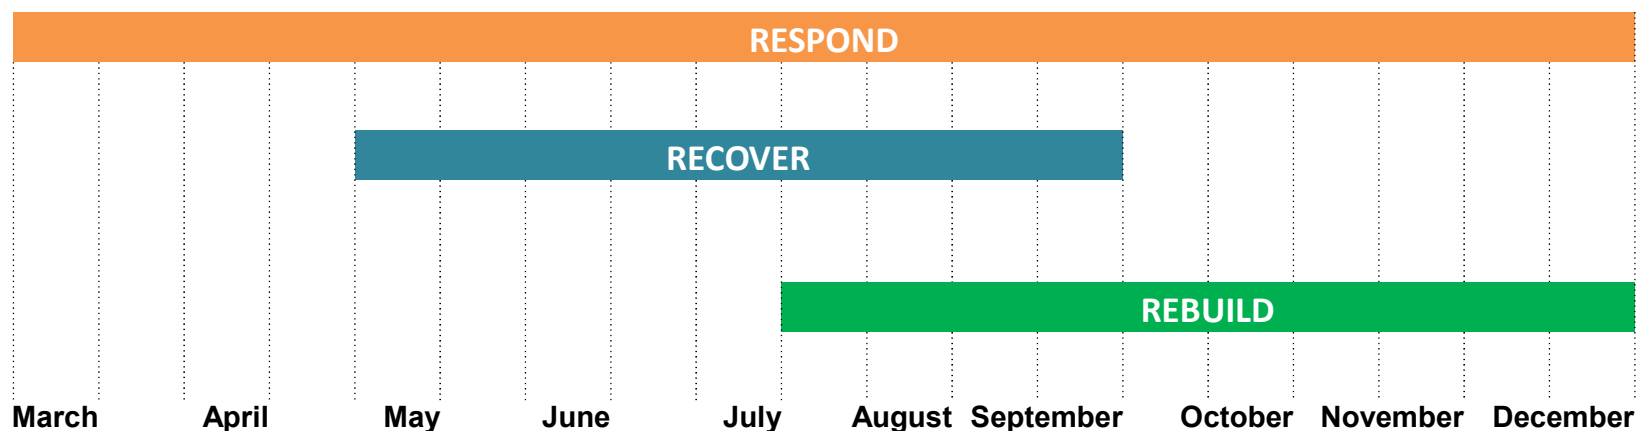 RESPOND
RECOVER
REBUILD
March April May June July August September October November December